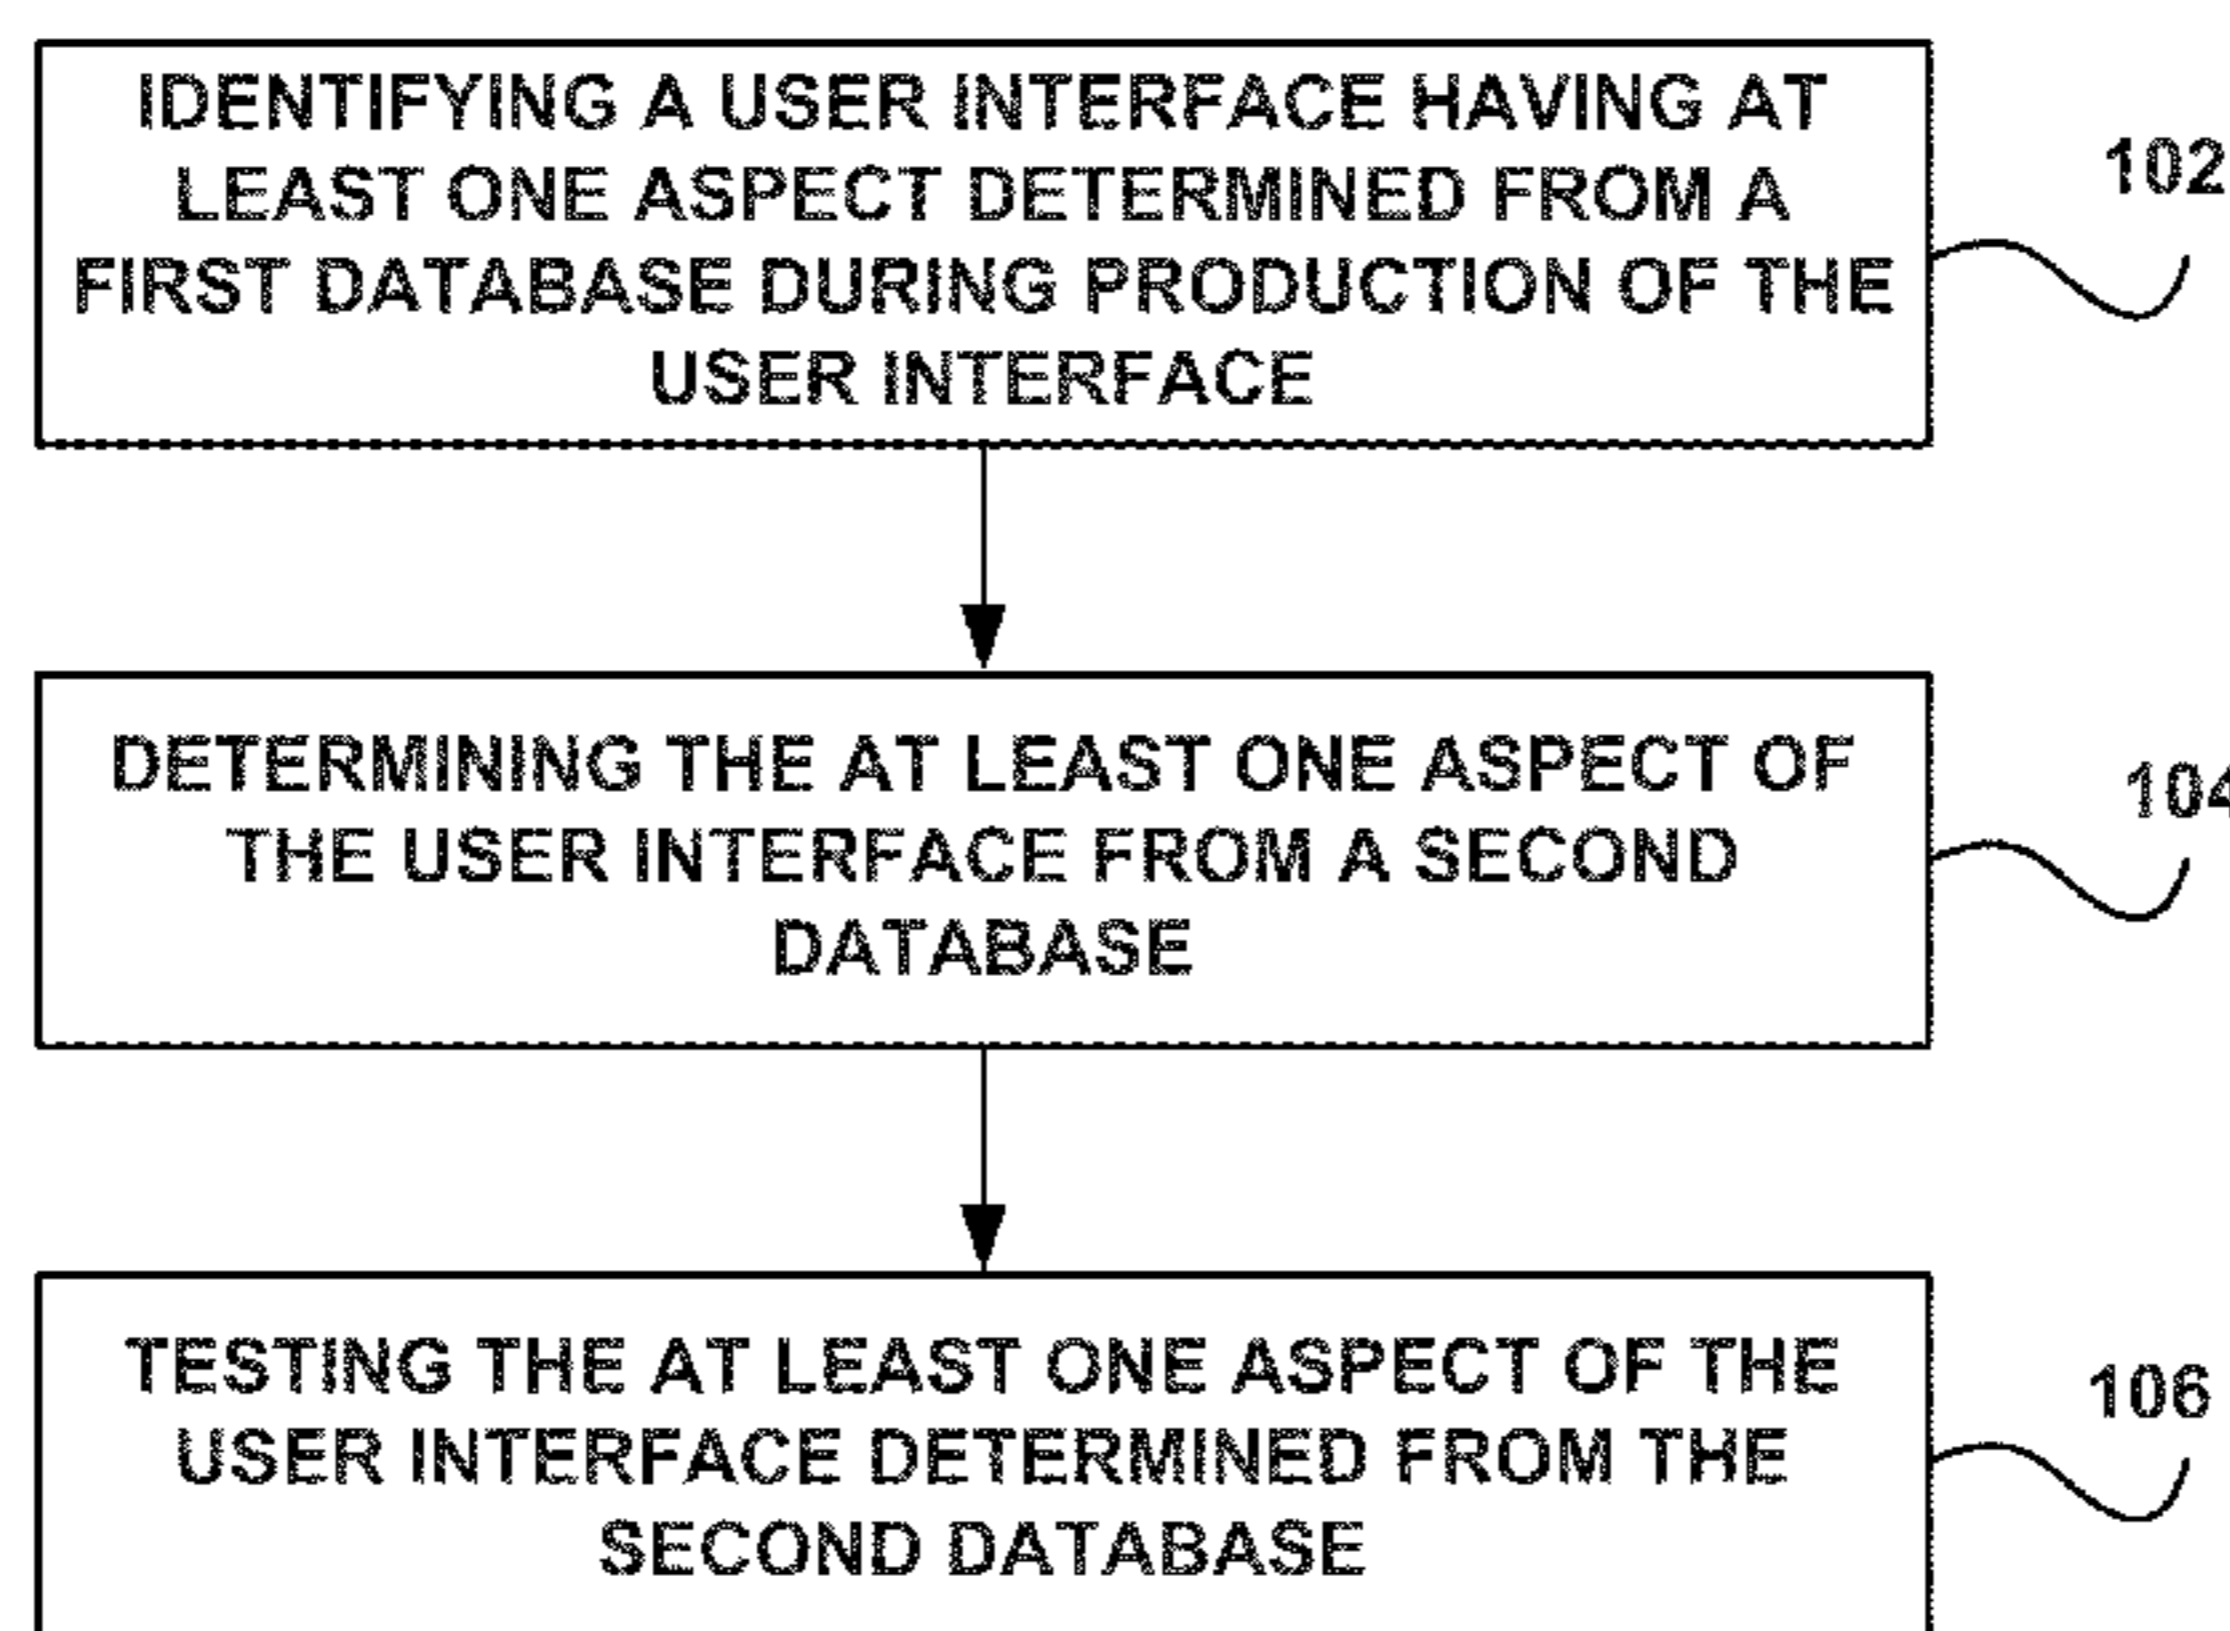 IDENTIFYING A USER INTERFACE HAVING AT
LEAST ONE ASPECT DETERMINED FROM A
FIRST DATABASE DURING PRODUCTION OF THE
USER INTERFACE
102
DETERMINING THE AT LEAST ONE ASPECT OF
THE USER INTERFACE FROM A SECOND
DATABASE
104
TESTING THE AT LEAST ONE ASPECT OF THE
USER INTERFACE DETERMINED FROM THE
SECOND DATABASE
106